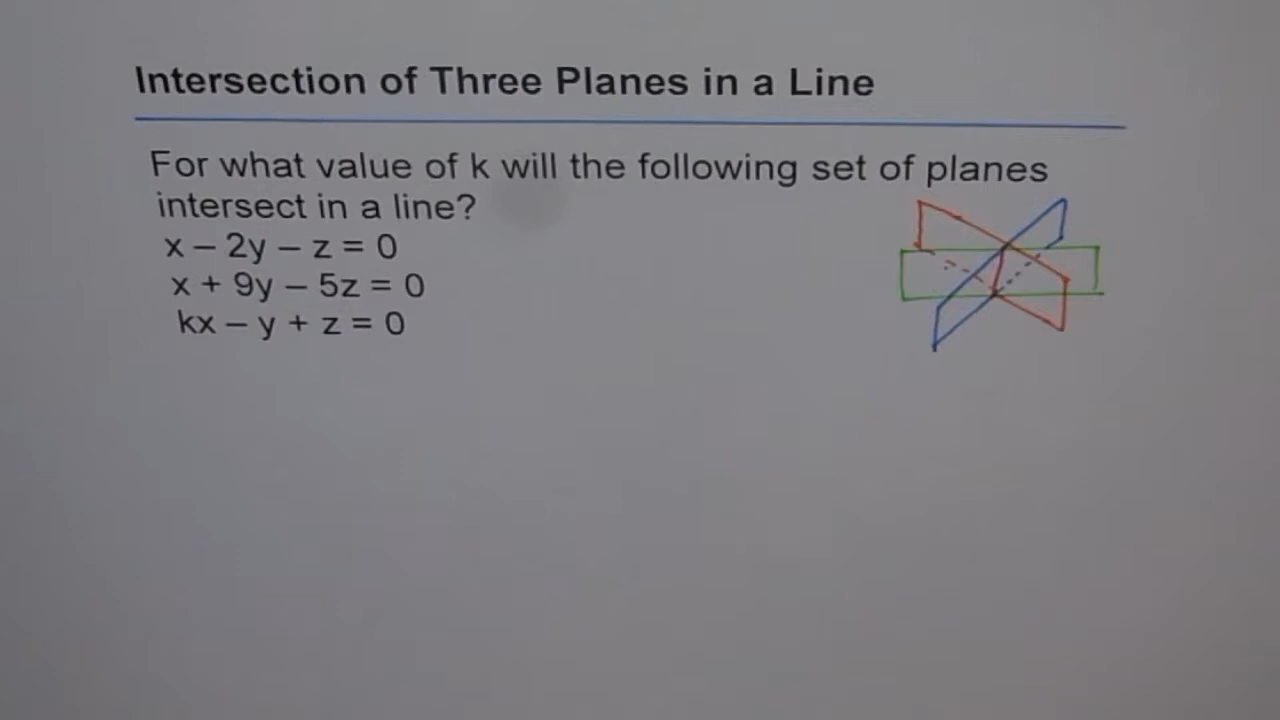 Intersection of Three Planes in a Line
For what value of k will the following set of planes
intersect in a line?
x – 2y – z = 0
x + 9y – 5z = 0
kx – y + z = 0